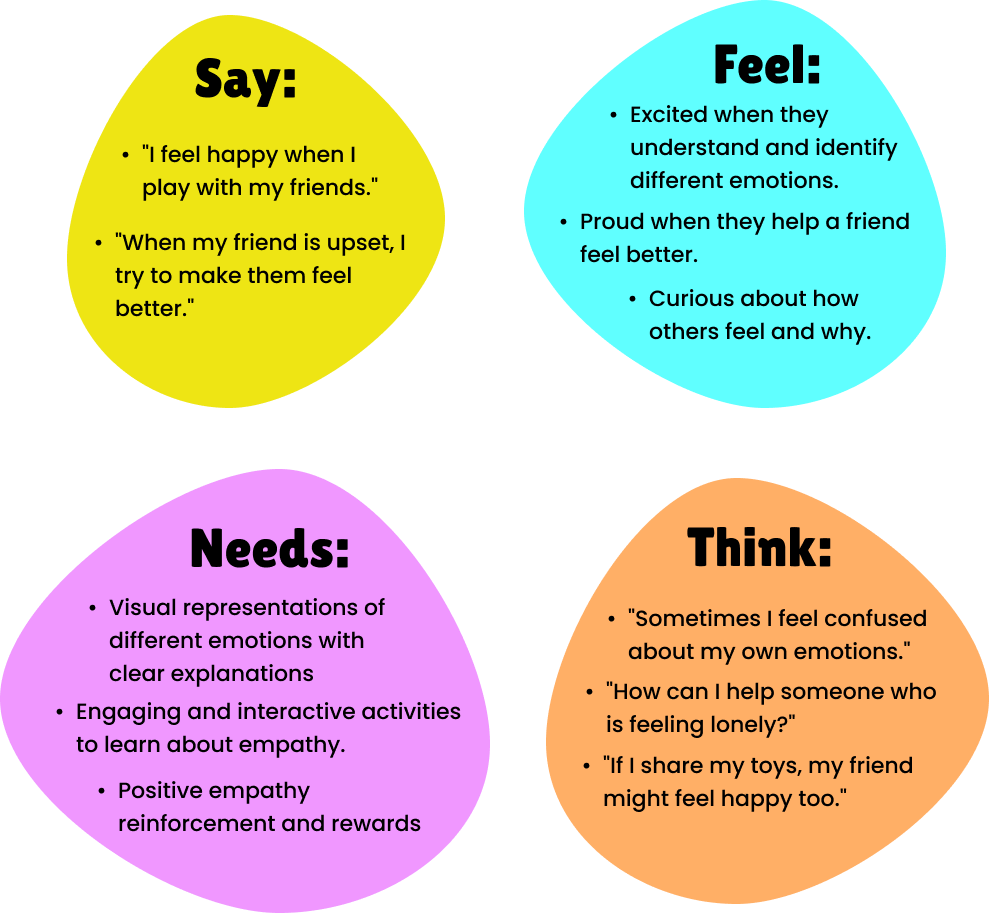 Say:
• "I feel happy when I
play with my friends."
• "When my friend is upset, I
try to make them feel
better."
Feel:
• Excited when they
understand and identify
different emotions.
• Proud when they help a friend
feel better.
• Curious about how
others feel and why.
Needs:
• Visual representations of
different emotions with
clear explanations
• Engaging and interactive activities
to learn about empathy.
• Positive empathy
reinforcement and rewards
Think:
• "Sometimes I feel confused
about my own emotions."
• "How can I help someone who
is feeling lonely?"
• "If I share my toys, my friend
might feel happy too."